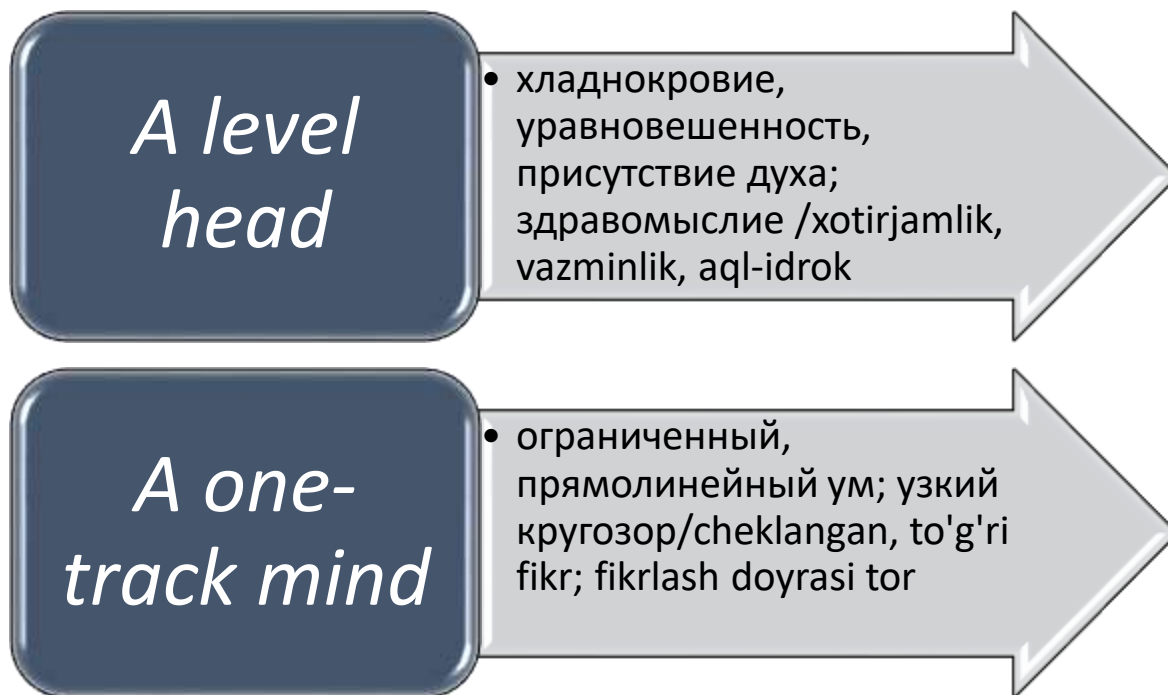 A level
head
• хладнокровие,
уравновешенность,
присутствие духа;
здравомыслие /xotirjamlik,
vazminlik, aql-idrok
A one-
track mind
• ограниченный,
прямолинейный ум; узкий
кругозор/cheklangan, to'g'ri
fikr; fikrlash doyrasi tor